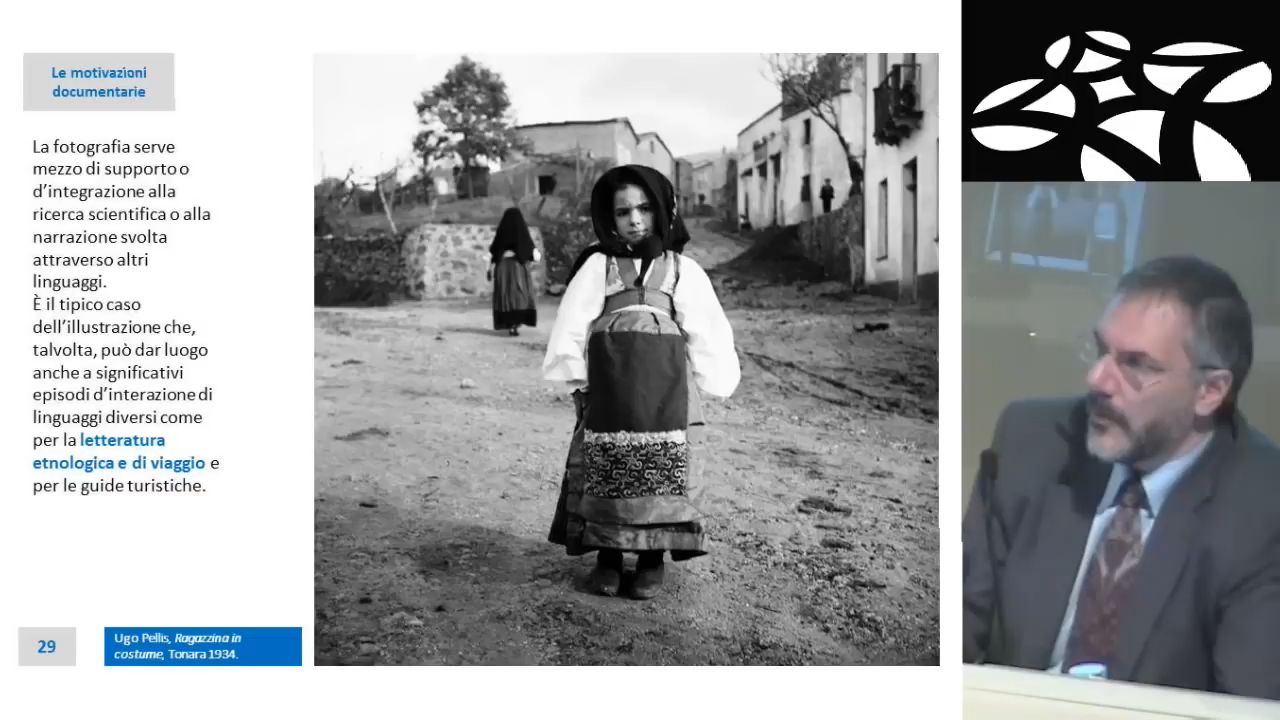 Le motivazioni
documentarie
La fotografia serve
mezzo di supporto o
d'integrazione alla
ricerca scientifica o alla
narrazione svolta
attraverso altri
linguaggi.
È il tipico caso
dell'illustrazione che,
talvolta, può dar luogo
anche a significativi
episodi d'interazione di
linguaggi diversi come
per la letteratura
etnologica e di viaggio e
per le guide turistiche.
29
Ugo Pellis, Ragazzina in
costume, Tonara 1934.